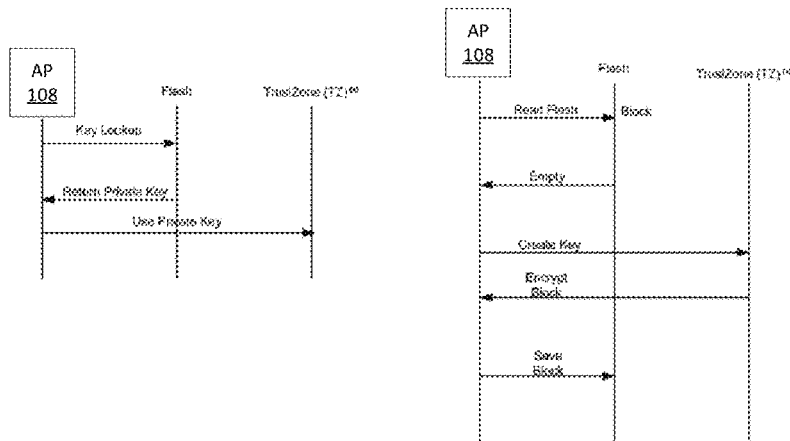 AP
108
Flash
TrustZone (TZ)
Key Lookup
Return Private Key
Use Private Key
AP
108
Flash
TrustZone (TZ)
Read Flash
Block
Empty
Create Key
Encrypt
Block
Save
Block